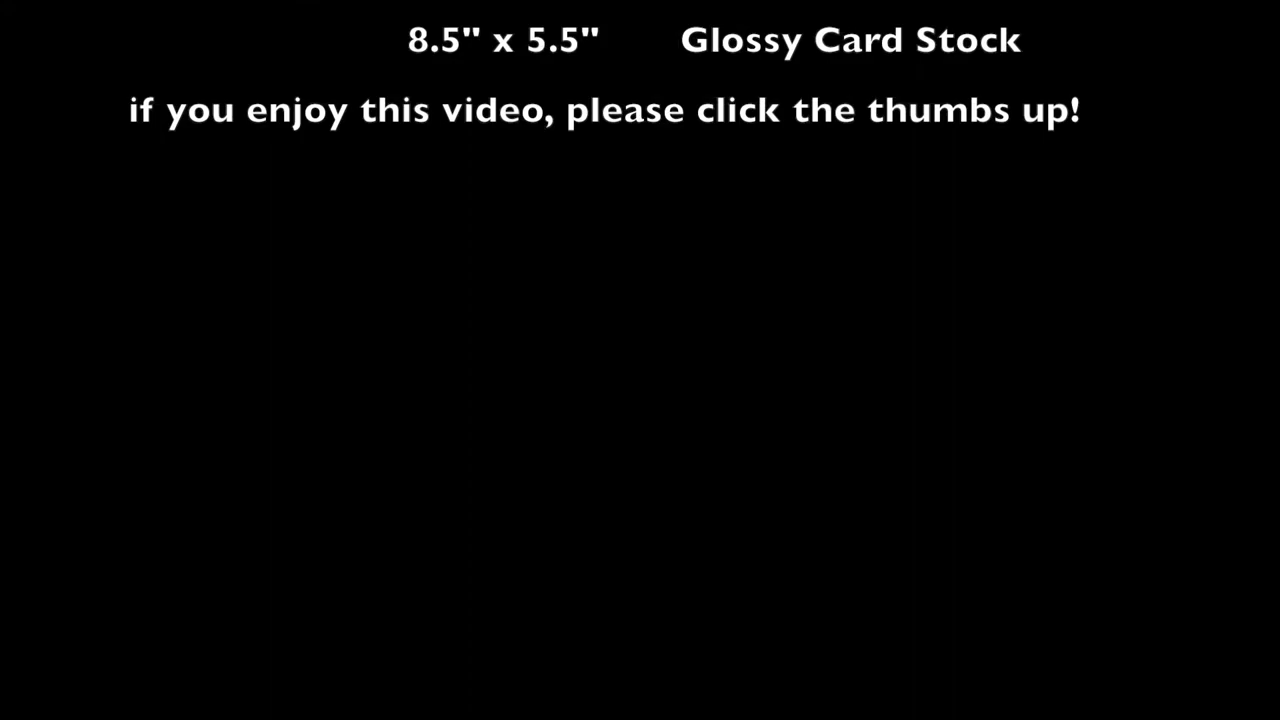 8.5" x 5.5" Glossy Card Stock
if you enjoy this video, please click the thumbs up!